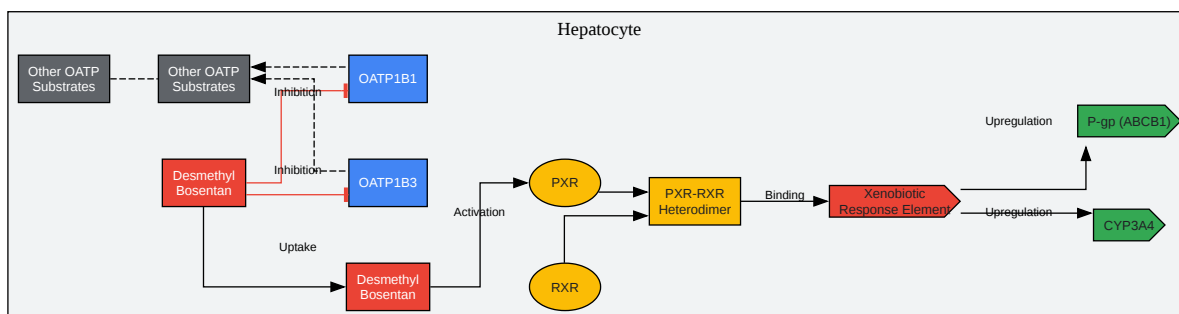 Hepatocyte
Other OATP
Substrates
Other OATP
Substrates
OATP1B1
Inhibition
P-gp (ABCB1)
Upregulation
Desmethyl
Bosentan
Inhibition
OATP1B3
PXR
PXR-RXR
Heterodimer
Binding
Xenobiotic
Response Element
Activation
Upregulation
CYP3A4
Uptake
Desmethyl
Bosentan
RXR